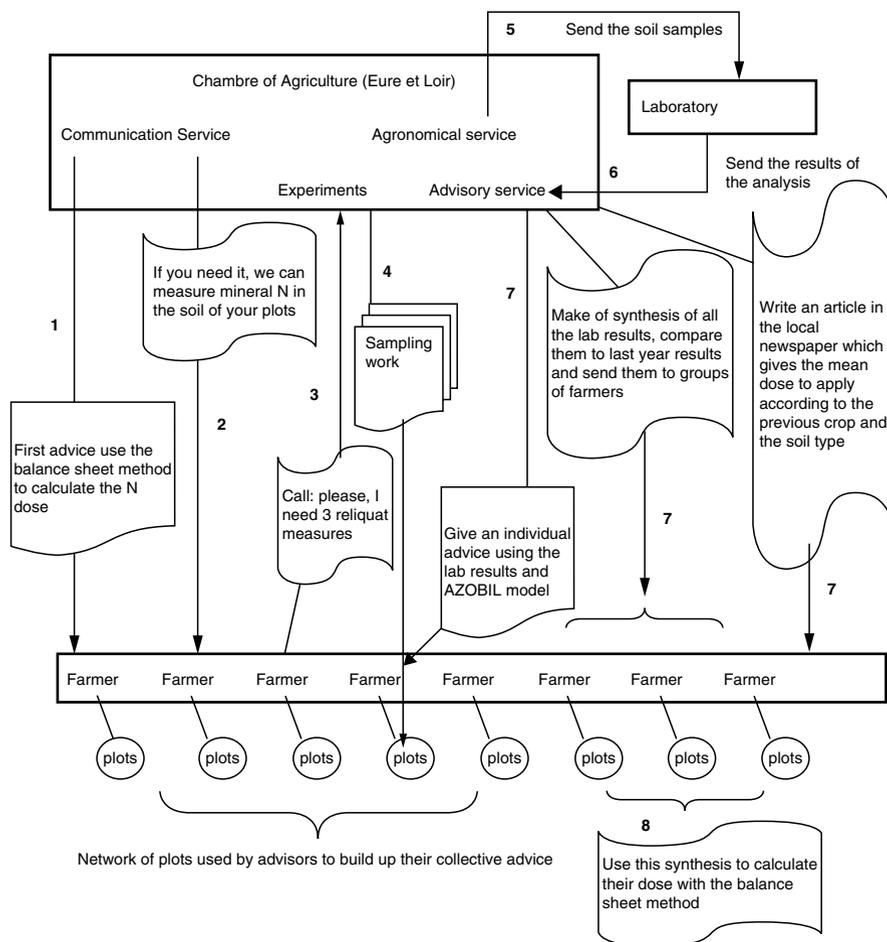 5
Send the soil samples
Chambre of Agriculture (Eure et Loir)
Laboratory
Communication Service
Agronomical service
Send the results of
the analysis
6
Experiments
Advisory service
If you need it, we can
measure mineral N in
the soil of your plots
4
7
1
Make of synthesis of all
the lab results, compare
them to last year results
and send them to groups
of farmers
Write an article in
the local
newspaper which
gives the mean
dose to apply
according to the
previous crop and
the soil type
Sampling
work
3
2
First advice use the
balance sheet method
to calculate the N
dose
Call: please, I
need 3 reliquat
measures
Give an individual
advice using the
lab results and
AZOBIL model
7
7
Farmer Farmer Farmer Farmer Farmer Farmer Farmer Farmer
plots plots plots plots plots plots plots plots
8
Network of plots used by advisors to build up their collective advice
Use this synthesis to calculate
their dose with the balance
sheet method